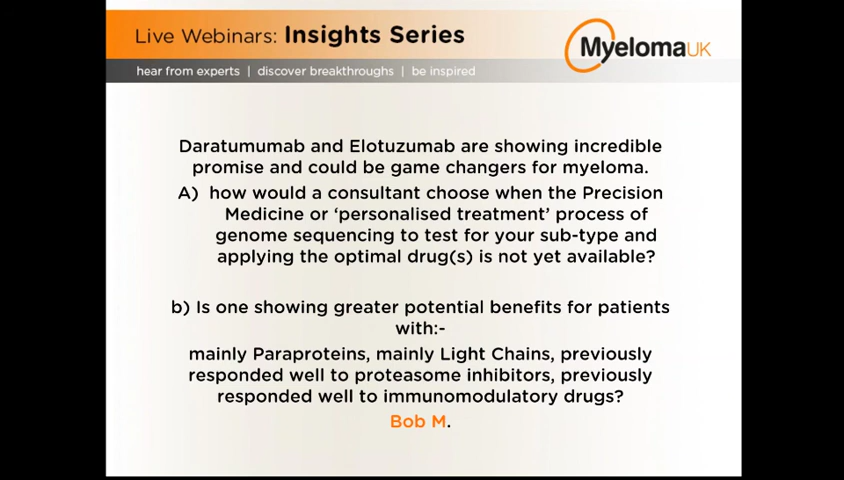 Live Webinars: Insights Series
MyelomaUK
hear from experts | discover breakthroughs | be inspired
Daratumumab and Elotuzumab are showing incredible
promise and could be game changers for myeloma.
A) how would a consultant choose when the Precision
Medicine or ‘personalised treatment’ process of
genome sequencing to test for your sub-type and
applying the optimal drug(s) is not yet available?
b) Is one showing greater potential benefits for patients
with:-
mainly Paraproteins, mainly Light Chains, previously
responded well to proteasome inhibitors, previously
responded well to immunomodulatory drugs?
Bob M.